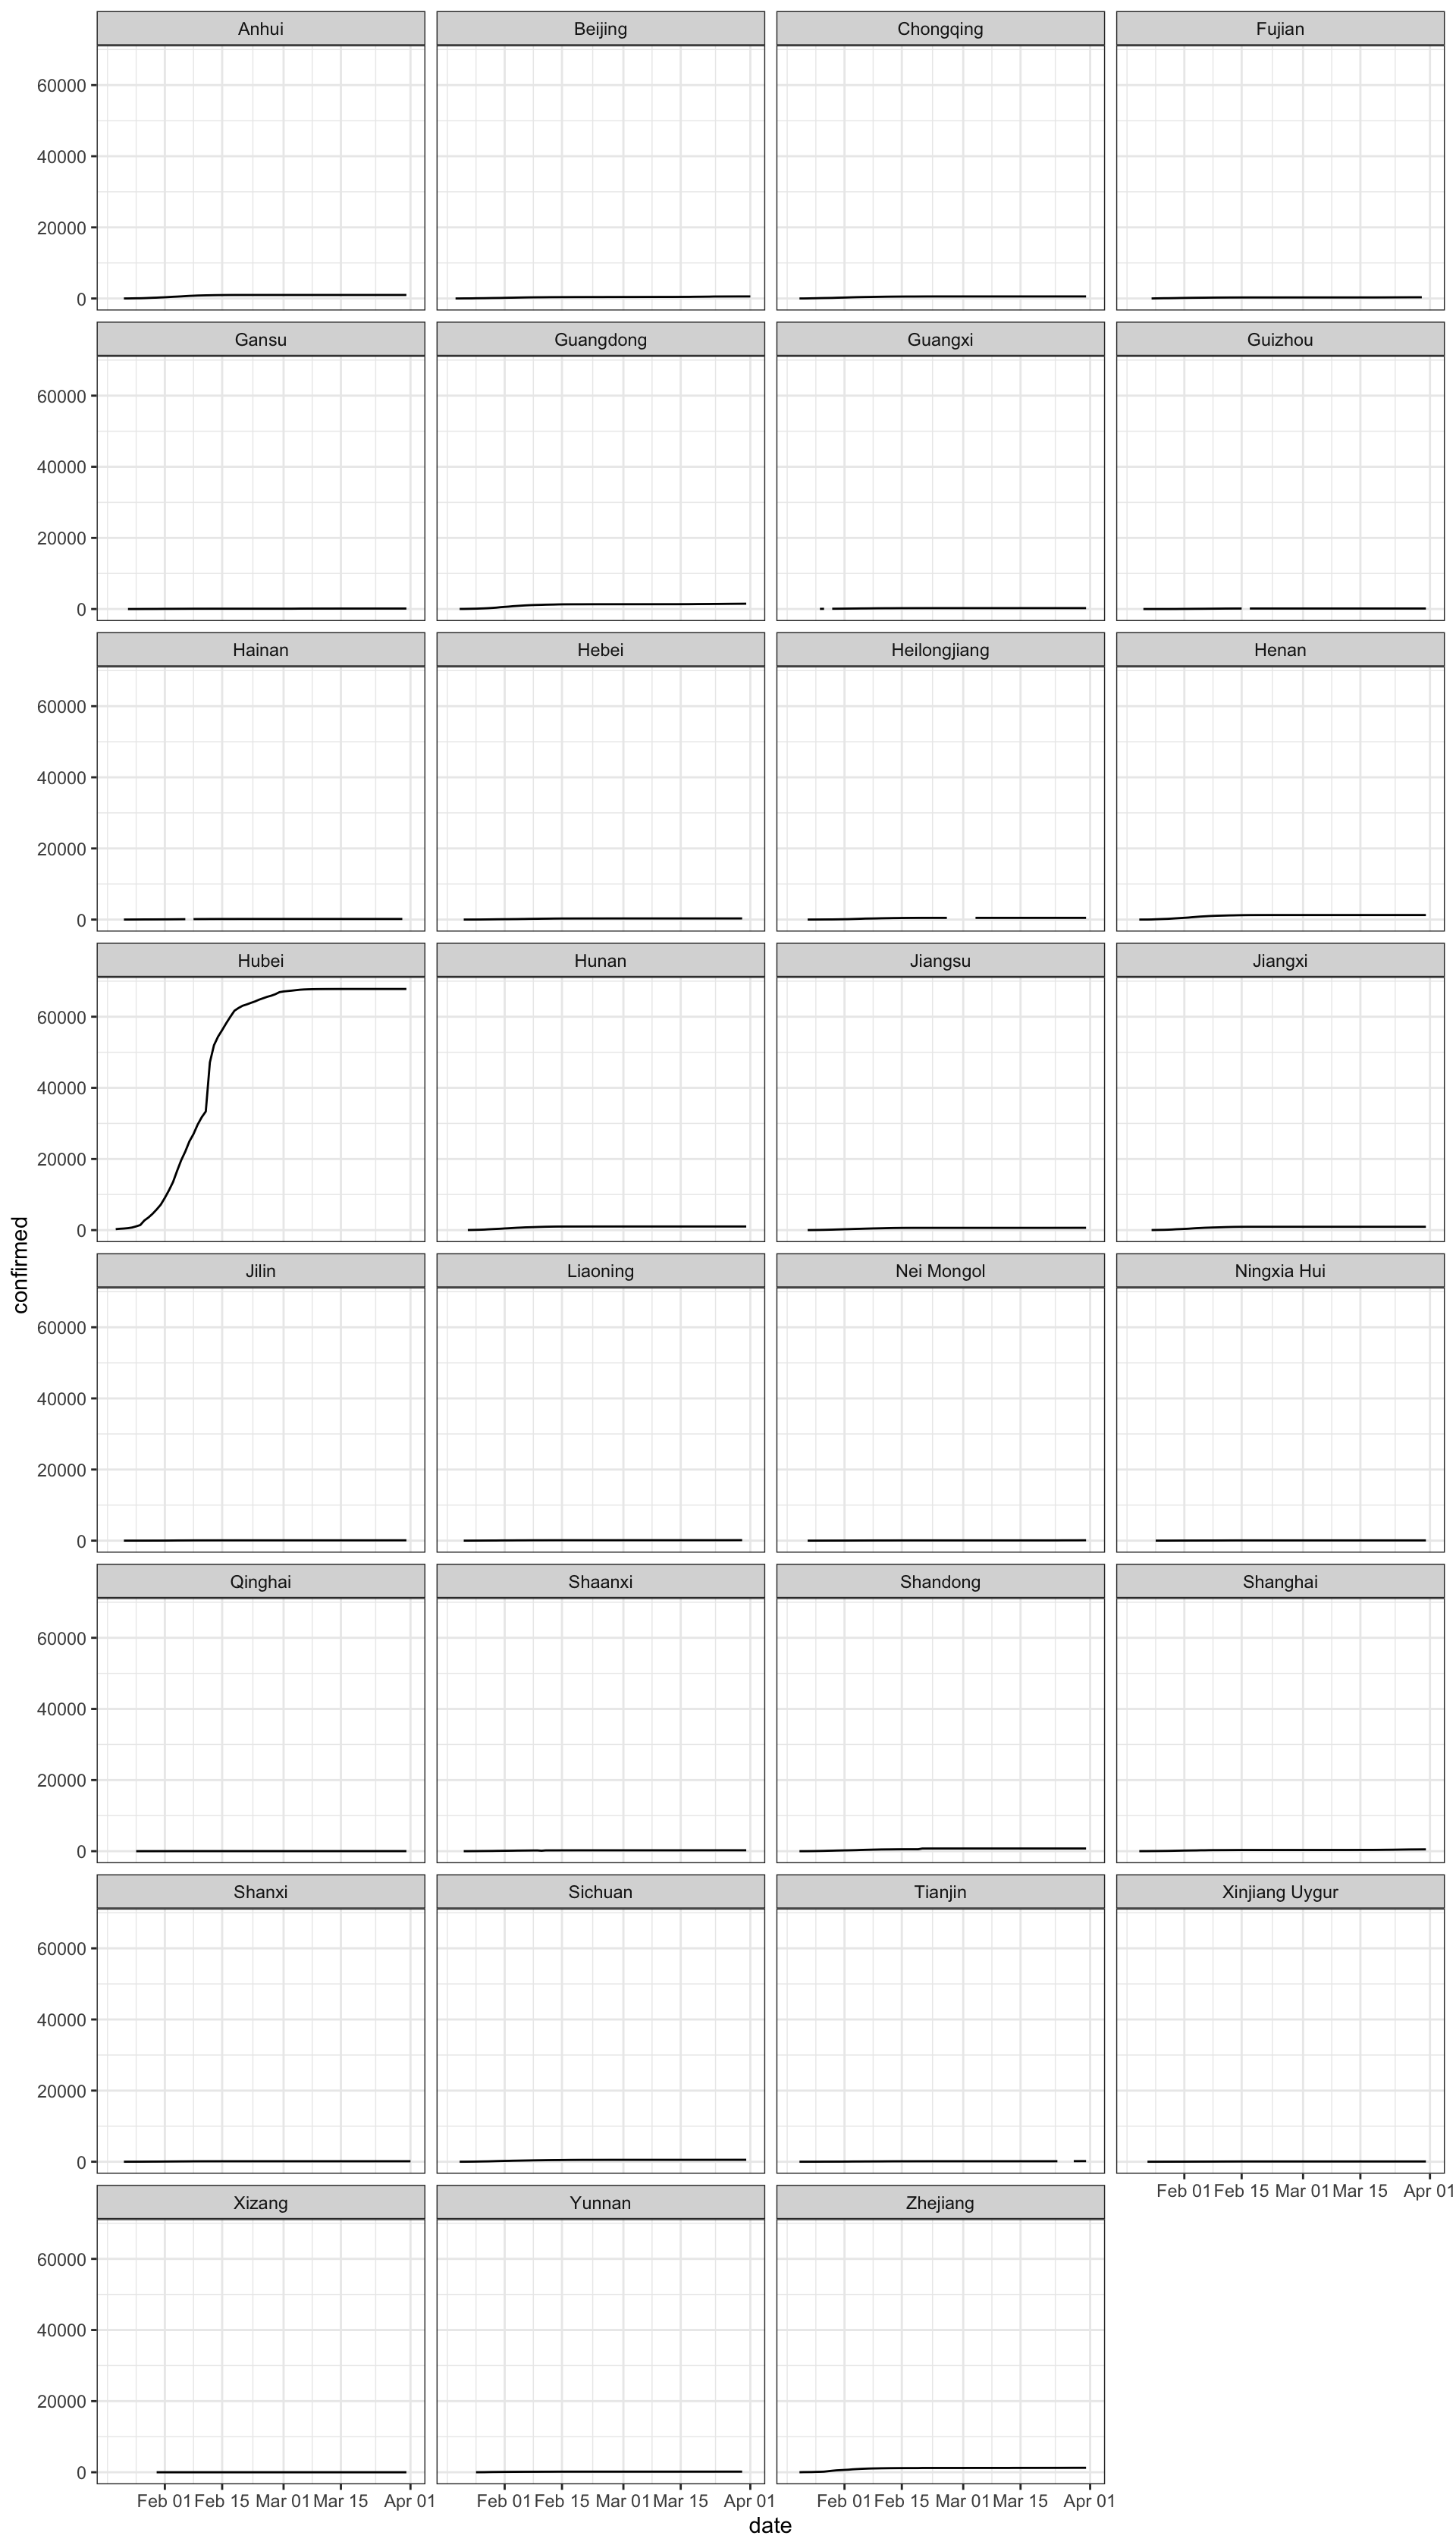 Anhui Beijing Chongqing Fujian
60000
40000
20000
0
Gansu Guangdong Guangxi Guizhou
60000
40000
20000
0
Hainan Hebei Heilongjiang Henan
60000
40000
20000
0
Hubei Hunan Jiangsu Jiangxi
60000
40000
20000
0
confirmed
Jilin Liaoning Nei Mongol Ningxia Hui
60000
40000
20000
0
Qinghai Shaanxi Shandong Shanghai
60000
40000
20000
0
Shanxi Sichuan Tianjin Xinjiang Uygur
60000
40000
20000
0
Feb 01 Feb 15 Mar 01 Mar 15 Apr 01
Xizang Yunnan Zhejiang
60000
40000
20000
0
Feb 01 Feb 15 Mar 01 Mar 15 Apr 01 Feb 01 Feb 15 Mar 01 Mar 15 Apr 01 Feb 01 Feb 15 Mar 01 Mar 15 Apr 01
date